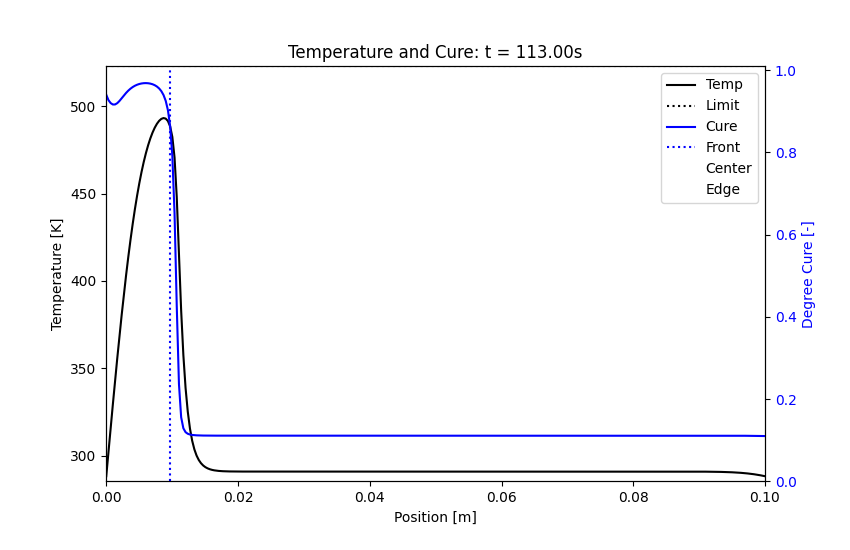 Temperature and Cure: t = 113.00s
Temp
Limit
Cure
Front
Center
Edge
500
450
400
350
300
Temperature [K]
1.0
0.8
0.6
0.4
0.2
0.0
Degree Cure [-]
0.00
0.02
0.04
0.06
0.08
0.10
Position [m]